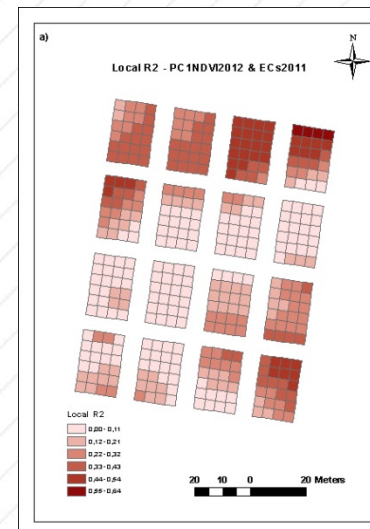 a)
N
Local R2 - PC1NDVI2012 & ECs2011
Local R2
0,00 - 0,11
0,12 - 0,21
0,22 - 0,32
0,33 - 0,43
0,44 - 0,54
0,55 - 0,64
20 10 0 20 Meters